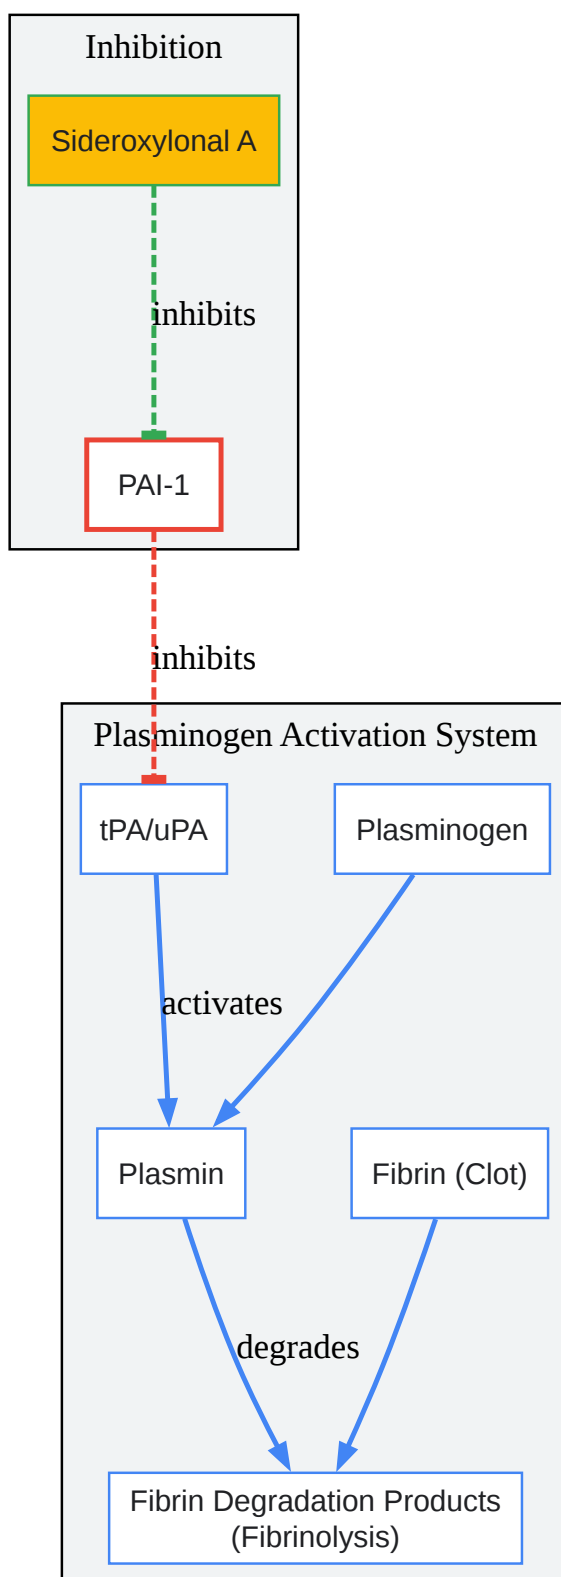 Inhibition
Sideroxylonal A
inhibits
PAI-1
inhibits
Plasminogen Activation System
tPA/uPA
Plasminogen
activates
Plasmin
Fibrin (Clot)
degrades
Fibrin Degradation Products
(Fibrinolysis)